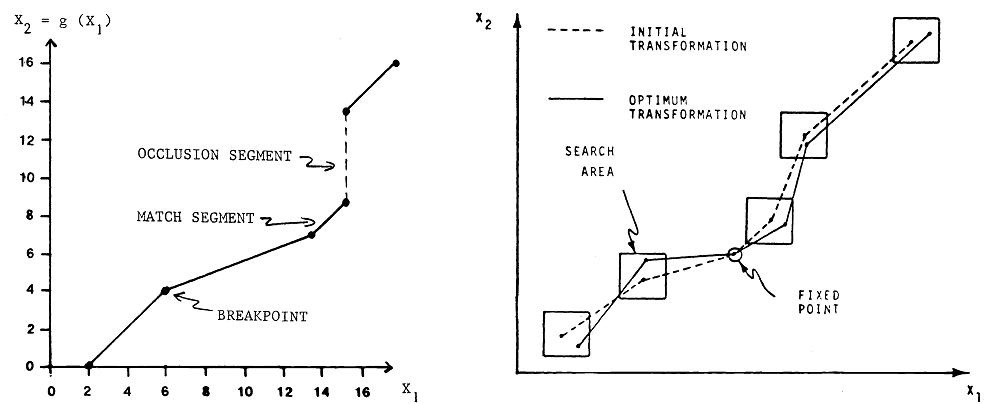 X2 = g (X1)
16
14
12
10
8
6
4
2
0
0 2 6 8 10 12 14 16
X1
OCCLUSION SEGMENT
MATCH SEGMENT
BREAKPOINT
X2
INITIAL
TRANSFORMATION
OPTIMUM
TRANSFORMATION
SEARCH
AREA
FIXED
POINT
X1